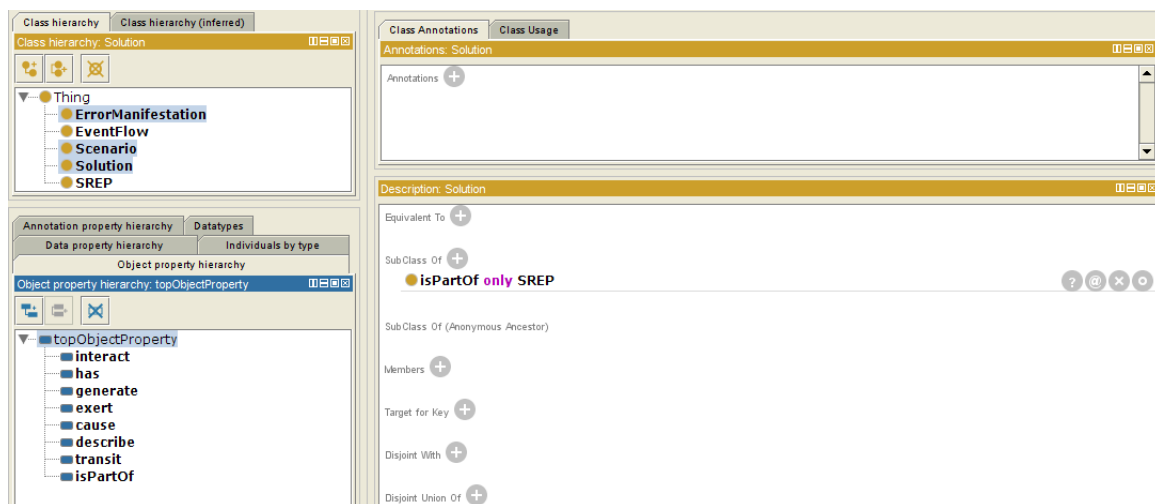 Class hierarchy Class hierarchy (inferred)
Class hierarchy: Solution
Thing
ErrorManifestation
EventFlow
Scenario
Solution
SREP
Annotation property hierarchy Datatypes
Data property hierarchy Individuals by type
Object property hierarchy
Object property hierarchy: topObjectProperty
topObjectProperty
interact
has
generate
exert
cause
describe
transit
isPartOf
Class Annotations Class Usage
Annotations: Solution
Annotations
Description: Solution
Equivalent To
SubClass Of
isPartOf only SREP
? @ X O
SubClass Of (Anonymous Ancestor)
Members
Target for Key
Disjoint With
Disjoint Union Of